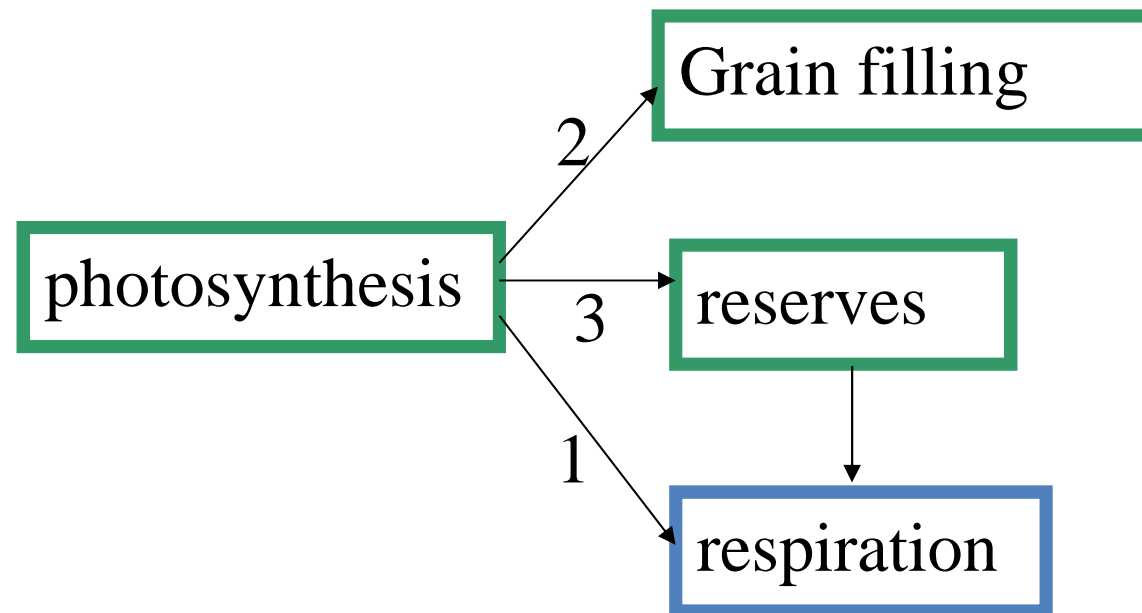 Grain filling
2
photosynthesis
3
reserves
1
respiration